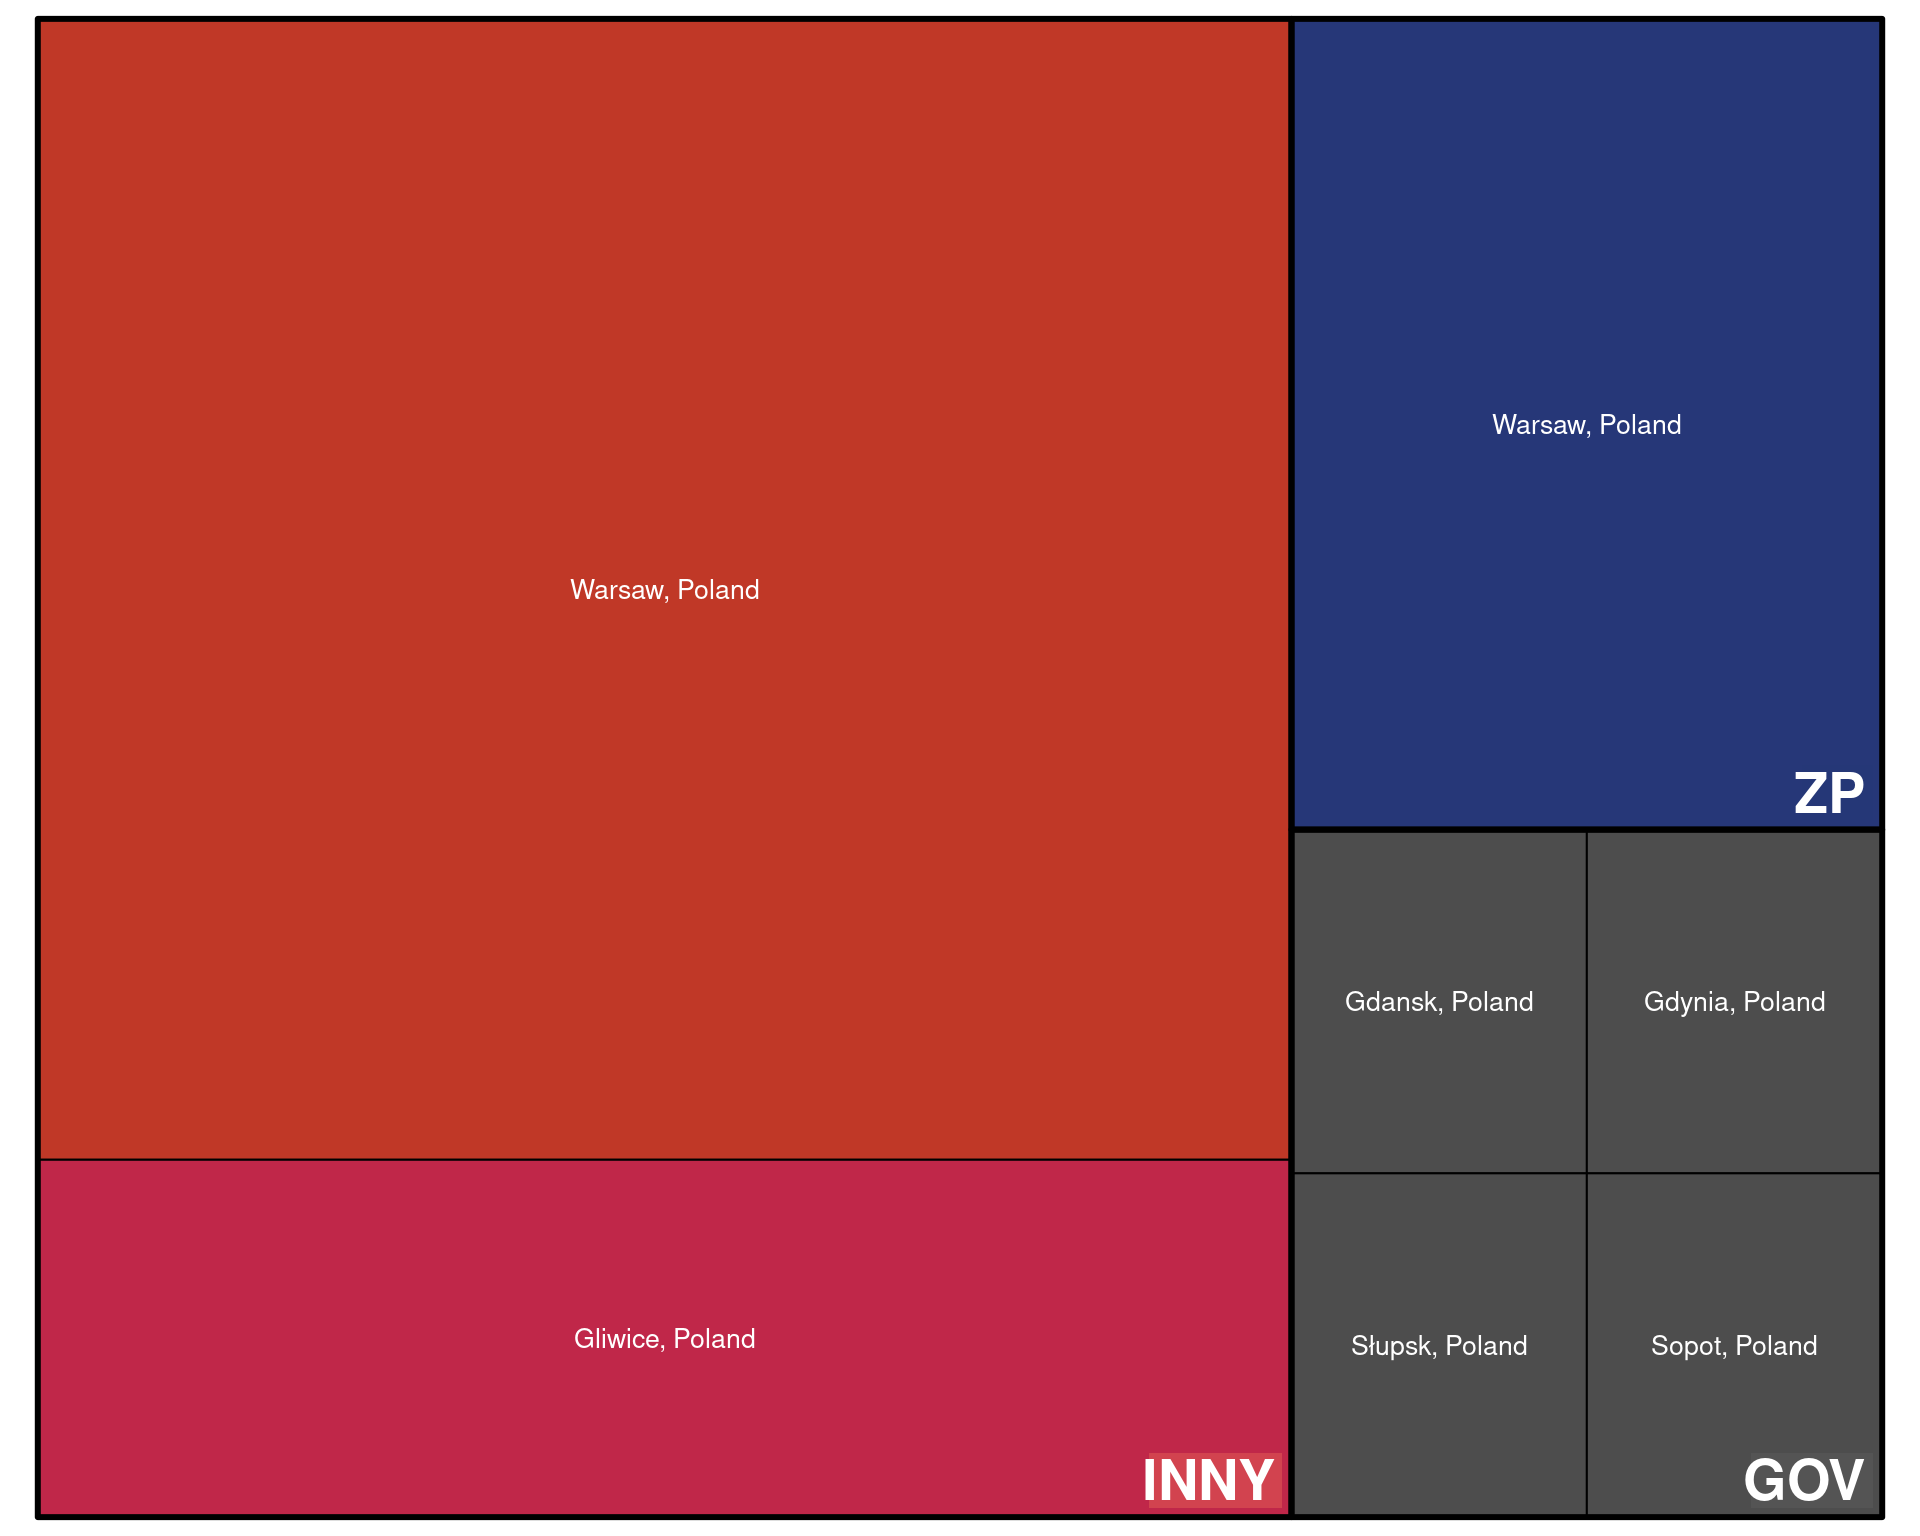 Warsaw, Poland
Gliwice, Poland
INNY
Warsaw, Poland
ZP
Gdansk, Poland
Gdynia, Poland
Słupsk, Poland
Sopot, Poland
GOV